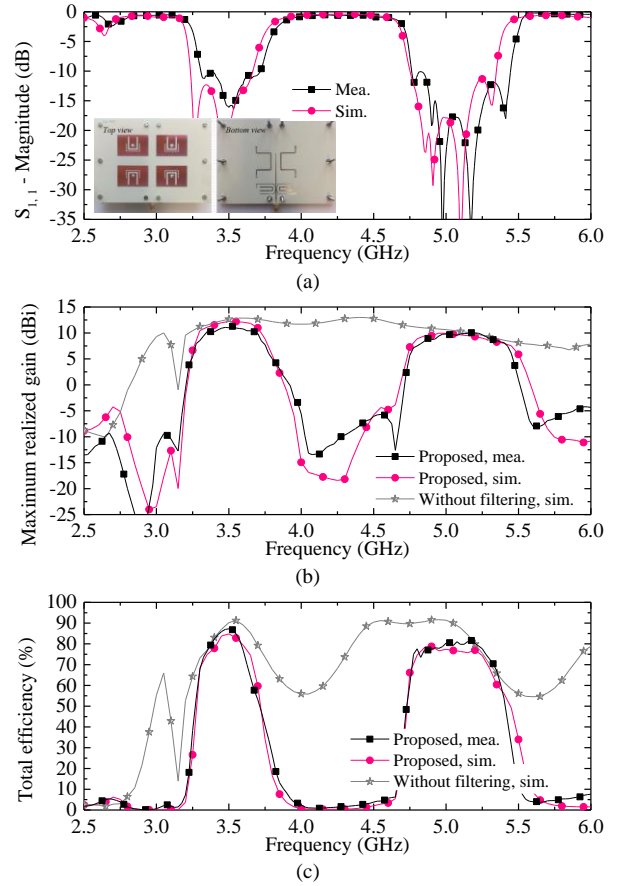 0
-5
-10
-15
-20
-25
-30
-35
S1,1 - Magnitude (dB)
Mea.
Sim.
Top view
Bottom view
2.5 3.0 3.5 4.0 4.5 5.0 5.5 6.0
Frequency (GHz)
(a)
15
10
5
0
-5
-10
-15
-20
-25
Maximum realized gain (dBi)
Proposed, mea.
Proposed, sim.
Without filtering, sim.
2.5 3.0 3.5 4.0 4.5 5.0 5.5 6.0
Frequency (GHz)
(b)
100
90
80
70
60
50
40
30
20
10
0
Total efficiency (%)
Proposed, mea.
Proposed, sim.
Without filtering, sim.
2.5 3.0 3.5 4.0 4.5 5.0 5.5 6.0
Frequency (GHz)
(c)